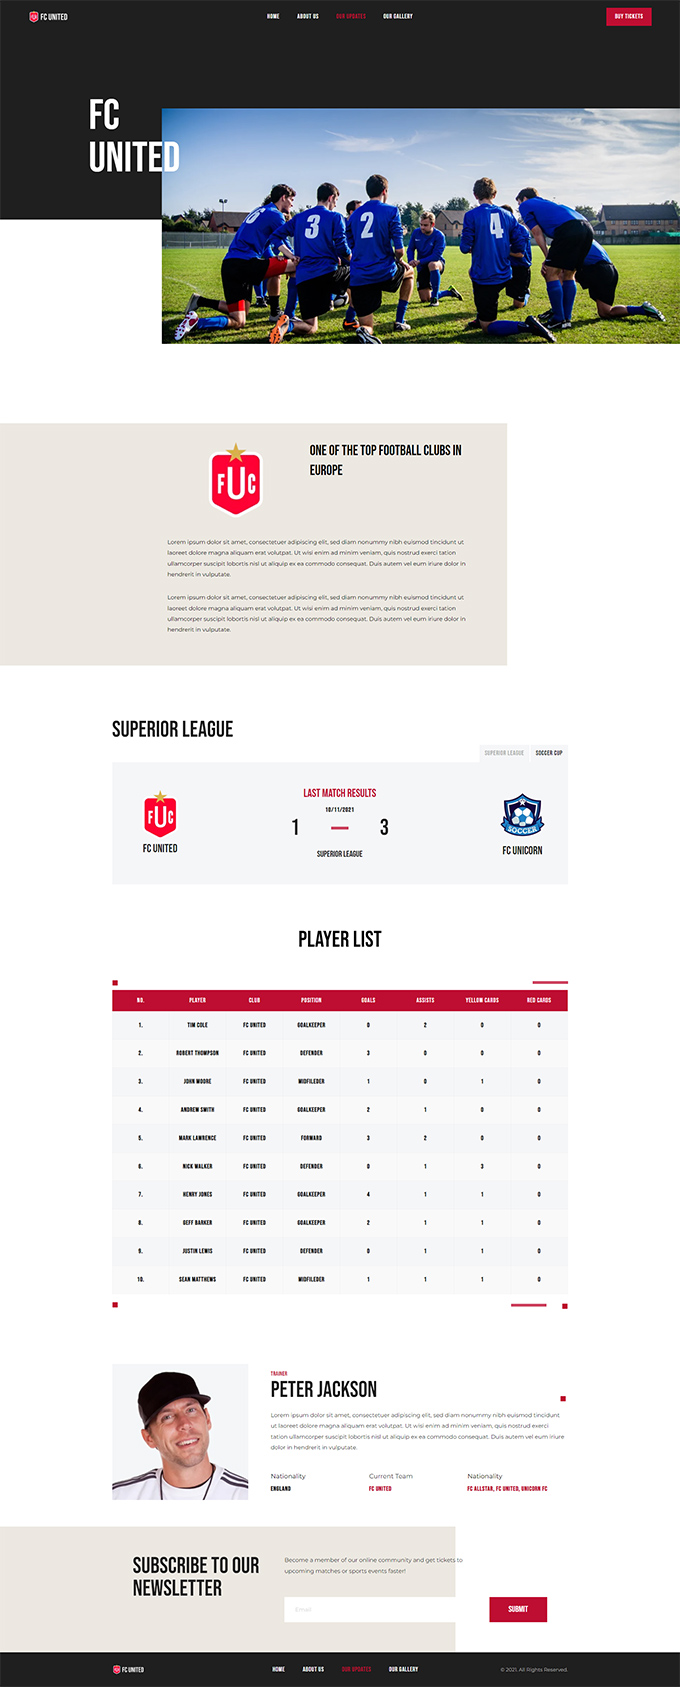 FC UNITED
HOME ABOUT US OUR UPDATES OUR GALLERY
BUY TICKETS
FC
UNITED
6 3 2 4
FUC
ONE OF THE TOP FOOTBALL CLUBS IN
EUROPE
Lorem ipsum dolor sit amet, consectetuer adipiscing elit, sed diam nonummy nibh euismod tincidunt ut
laoreet dolore magna aliquam erat volutpat. Ut wisi enim ad minim veniam, quis nostrud exerci tation
ullamcorper suscipit lobortis nisl ut aliquip ex ea commodo consequat. Duis autem vel eum iriure dolor in
hendrerit in vulputate.
Lorem ipsum dolor sit amet, consectetuer adipiscing elit, sed diam nonummy nibh euismod tincidunt ut
laoreet dolore magna aliquam erat volutpat. Ut wisi enim ad minim veniam, quis nostrud exerci tation
ullamcorper suscipit lobortis nisl ut aliquip ex ea commodo consequat. Duis autem vel eum iriure dolor in
hendrerit in vulputate.
SUPERIOR LEAGUE
SUPERIOR LEAGUE SOCCER CUP
FUC
FC UNITED
LAST MATCH RESULTS
10/11/2021
1 — 3
SUPERIOR LEAGUE
SOCCER
FC UNICORN
PLAYER LIST
NO. PLAYER CLUB POSITION GOALS ASSISTS YELLOW CARDS RED CARDS
1. TIM COLE FC UNITED GOALKEEPER 0 2 0 0
2. ROBERT THOMPSON FC UNITED DEFENDER 3 0 0 0
3. JOHN MOORE FC UNITED MIDFILEDER 1 0 1 0
4. ANDREW SMITH FC UNITED GOALKEEPER 2 1 0 0
5. MARK LAWRENCE FC UNITED FORWARD 3 2 0 0
6. NICK WALKER FC UNITED DEFENDER 0 1 3 0
7. HENRY JONES FC UNITED GOALKEEPER 4 1 1 0
8. GEFF BARKER FC UNITED GOALKEEPER 2 1 1 0
9. JUSTIN LEWIS FC UNITED DEFENDER 0 1 1 0
10. SEAN MATTHEWS FC UNITED MIDFILEDER 1 1 1 0
TRAINER
PETER JACKSON
Lorem ipsum dolor sit amet, consectetuer adipiscing elit, sed diam nonummy nibh euismod tincidunt
ut laoreet dolore magna aliquam erat volutpat. Ut wisi enim ad minim veniam, quis nostrud exerci
tation ullamcorper suscipit lobortis nisl ut aliquip ex ea commodo consequat. Duis autem vel eum iriure
dolor in hendrerit in vulputate.
Nationality Current Team Nationality
ENGLAND FC UNITED FC ALLSTAR, FC UNITED, UNICORN FC
SUBSCRIBE TO OUR
NEWSLETTER
Become a member of our online community and get tickets to
upcoming matches or sports events faster!
Email
SUBMIT
FC UNITED
HOME ABOUT US OUR UPDATES OUR GALLERY
© 2021. All Rights Reserved.